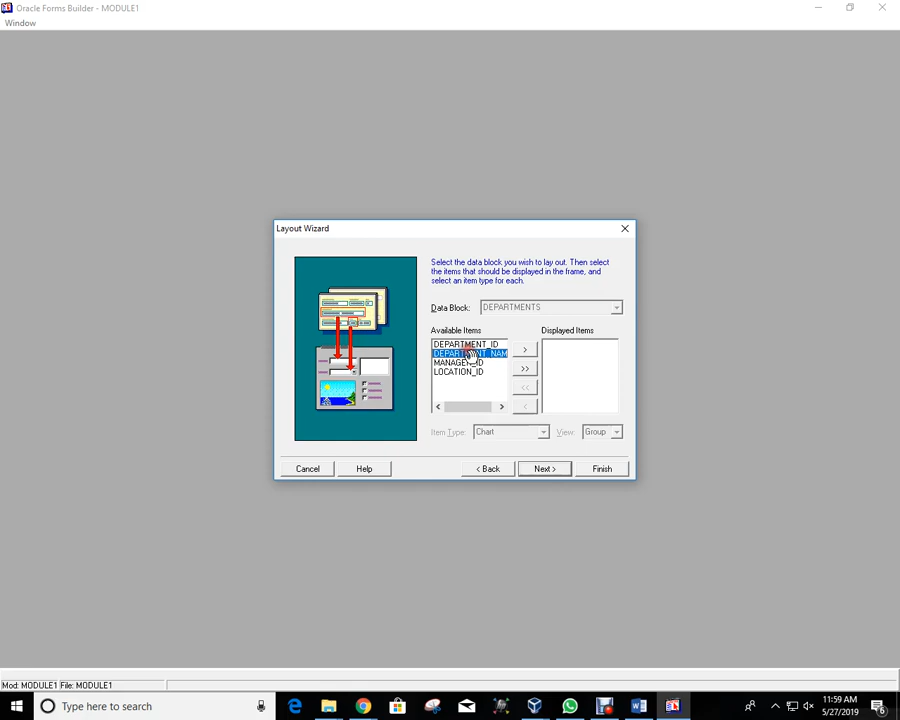 Oracle Forms Builder - MODULE1
Window
Layout Wizard
Select the data block you wish to lay out. Then select
the items that should be displayed in the frame, and
select an item type for each.
Data Block: DEPARTMENTS
Available Items Displayed Items
DEPARTMENT_ID
DEPARTMENT_NAM
MANAGER_ID
LOCATION_ID
>
>>
<<
<
Item Type: Chart View: Group
Cancel Help < Back Next > Finish
Mod: MODULE1 File: MODULE1
Type here to search
11:59 AM
5/27/2019
6